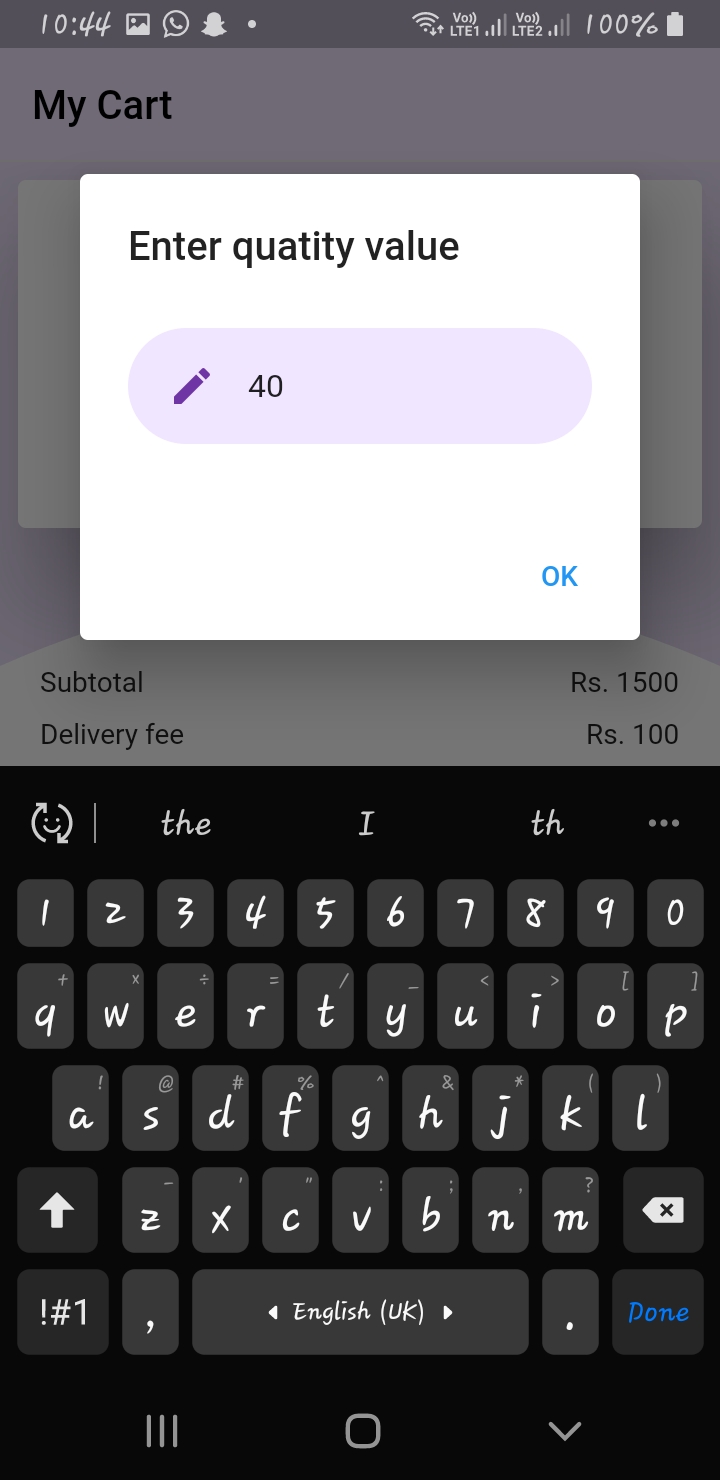 10:44 Vo)) LTE1 Vo)) LTE2 100%
My Cart
Enter quatity value
40
OK
Subtotal Rs. 1500
Delivery fee Rs. 100
the I th
1 2 3 4 5 6 7 8 9 0
+ × ÷ = / _ < > [ ]
q w e r t y u i o p
! @ # % ^ & * ( )
a s d f g h j k l
- ' " : ; , ?
z x c v b n m
!#1 , English (UK) . Done